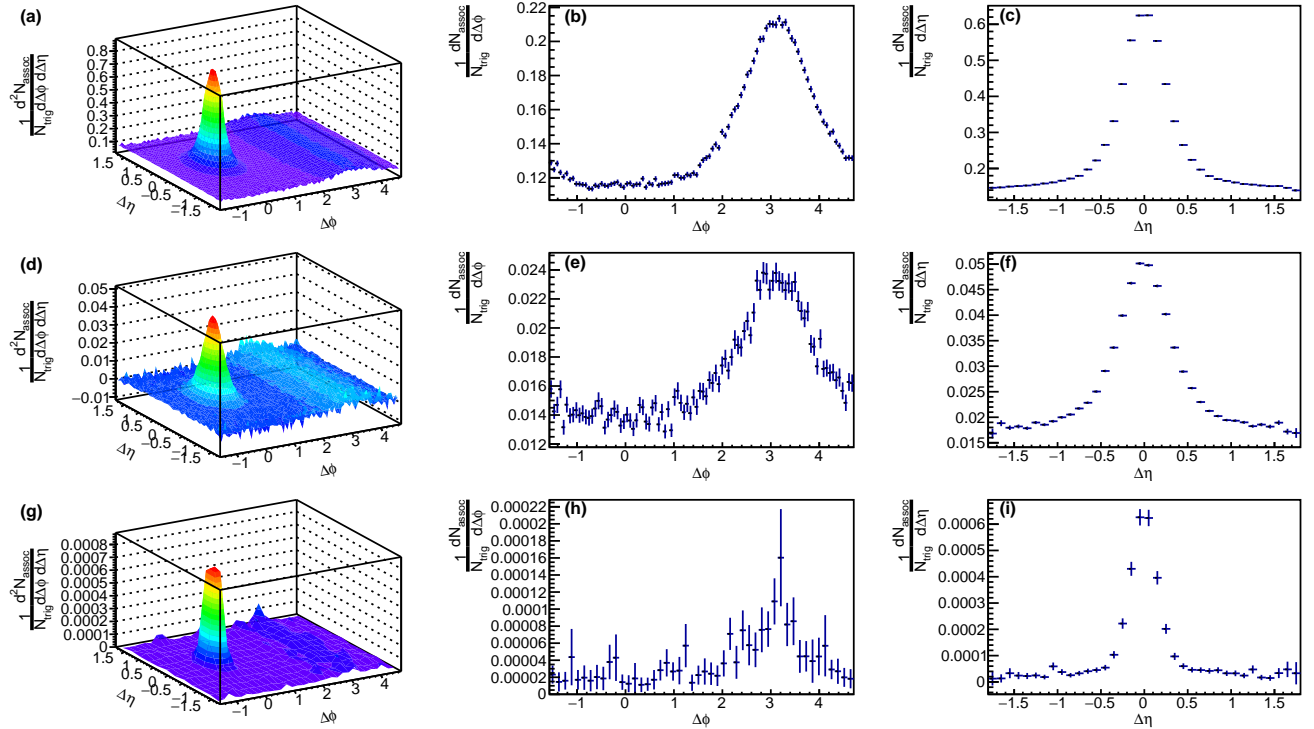 (a)
1 d²N_assoc
N_trig dΔϕ dΔη
0.8
0.7
0.6
0.5
0.4
0.3
0.2
0.1
1.5 1 0.5 0 −0.5 −1 −1.5
Δη
−1 0 1 2 3 4
Δϕ
(b)
1 dN_assoc
N_trig dΔϕ
0.22
0.2
0.18
0.16
0.14
0.12
−1 0 1 2 3 4
Δϕ
(c)
1 dN_assoc
N_trig dΔη
0.6
0.5
0.4
0.3
0.2
−1.5 −1 −0.5 0 0.5 1 1.5
Δη
(d)
1 d²N_assoc
N_trig dΔϕ dΔη
0.05
0.04
0.03
0.02
0.01
0
−0.01
1.5 1 0.5 0 −0.5 −1 −1.5
Δη
−1 0 1 2 3 4
Δϕ
(e)
1 dN_assoc
N_trig dΔϕ
0.024
0.022
0.02
0.018
0.016
0.014
0.012
−1 0 1 2 3 4
Δϕ
(f)
1 dN_assoc
N_trig dΔη
0.05
0.045
0.04
0.035
0.03
0.025
0.02
0.015
−1.5 −1 −0.5 0 0.5 1 1.5
Δη
(g)
1 d²N_assoc
N_trig dΔϕ dΔη
0.0008
0.0007
0.0006
0.0005
0.0004
0.0003
0.0002
0.0001
0
1.5 1 0.5 0 −0.5 −1 −1.5
Δη
−1 0 1 2 3 4
Δϕ
(h)
1 dN_assoc
N_trig dΔϕ
0.00022
0.0002
0.00018
0.00016
0.00014
0.00012
0.0001
0.00008
0.00006
0.00004
0.00002
0
−1 0 1 2 3 4
Δϕ
(i)
1 dN_assoc
N_trig dΔη
0.0006
0.0005
0.0004
0.0003
0.0002
0.0001
0
−1.5 −1 −0.5 0 0.5 1 1.5
Δη